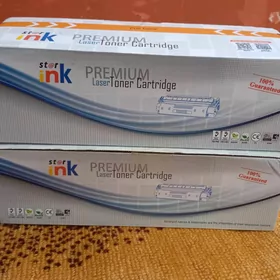 star
ink
PREMIUM
Laser Toner Cartridge
100%
Guaranteed
star
ink
PREMIUM
Laser Toner Cartridge
100%
Guaranteed